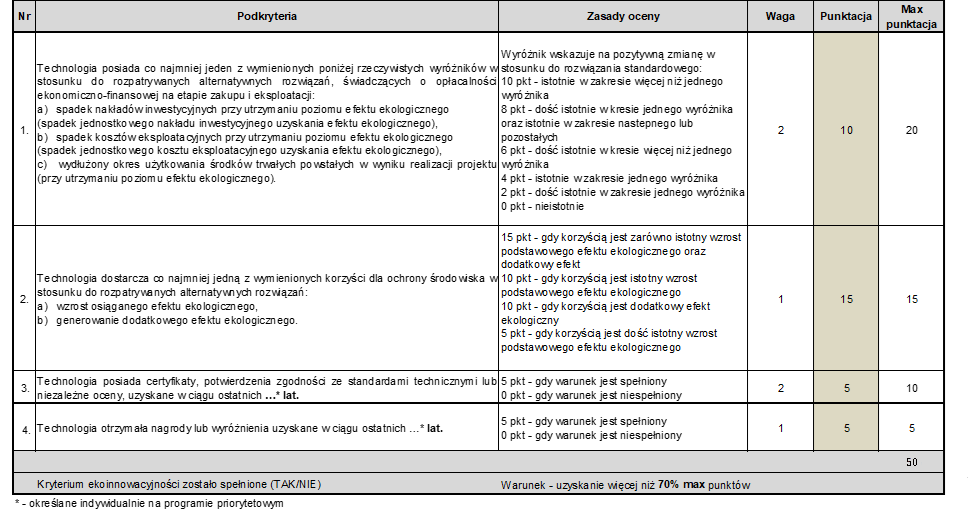 Nr
Podkryteria
Zasady oceny
Waga
Punktacja
Max
punktacja
1.
Technologia posiada co najmniej jeden z wymienionych poniżej rzeczywistych wyróżników w
stosunku do rozpatrywanych alternatywnych rozwiązań, świadczących o opłacalności
ekonomiczno-finansowej na etapie zakupu i eksploatacji:
a) spadek nakładów inwestycyjnych przy utrzymaniu poziomu efektu ekologicznego
(spadek jednostkowego nakładu inwestycyjnego uzyskania efektu ekologicznego),
b) spadek kosztów eksploatacyjnych przy utrzymaniu poziomu efektu ekologicznego
(spadek jednostkowego kosztu eksploatacyjnego uzyskania efektu ekologicznego),
c) wydłużony okres użytkowania środków trwałych powstałych w wyniku realizacji projektu
(przy utrzymaniu poziomu efektu ekologicznego).
Wyróżnik wskazuje na pozytywną zmianę w
stosunku do rozwiązania standardowego:
10 pkt - istotnie w zakresie więcej niż jednego
wyróżnika
8 pkt - dość istotnie w kresie jednego wyróżnika
oraz istotnie w zakresie nastepnego lub
pozostałych
6 pkt - dość istotnie w kresie więcej niż jednego
wyróżnika
4 pkt - istotnie w zakresie jednego wyróżnika
2 pkt - dość istotnie w zakresie jednego wyróżnika
0 pkt - nieistotnie
2
10
20
2.
Technologia dostarcza co najmniej jedną z wymienionych korzyści dla ochrony środowiska w
stosunku do rozpatrywanych alternatywnych rozwiązań:
a) wzrost osiąganego efektu ekologicznego,
b) generowanie dodatkowego efektu ekologicznego.
15 pkt - gdy korzyścią jest zarówno istotny wzrost
podstawowego efektu ekologicznego oraz
dodatkowy efekt
10 pkt - gdy korzyścią jest istotny wzrost
podstawowego efektu ekologicznego
10 pkt - gdy korzyścią jest dodatkowy efekt
ekologiczny
5 pkt - gdy korzyścią jest dość istotny wzrost
podstawowego efektu ekologicznego
1
15
15
3.
Technologia posiada certyfikaty, potwierdzenia zgodności ze standardami technicznymi lub
niezależne oceny, uzyskane w ciągu ostatnich ...* lat.
5 pkt - gdy warunek jest spełniony
0 pkt - gdy warunek jest niespełniony
2
5
10
4.
Technologia otrzymała nagrody lub wyróżnienia uzyskane w ciągu ostatnich ...* lat.
5 pkt - gdy warunek jest spełniony
0 pkt - gdy warunek jest niespełniony
1
5
5
50
Kryterium ekoinnowacyjności zostało spełnione (TAK/NIE)
Warunek - uzyskanie więcej niż 70% max punktów
* - określane indywidualnie na programie priorytetowym